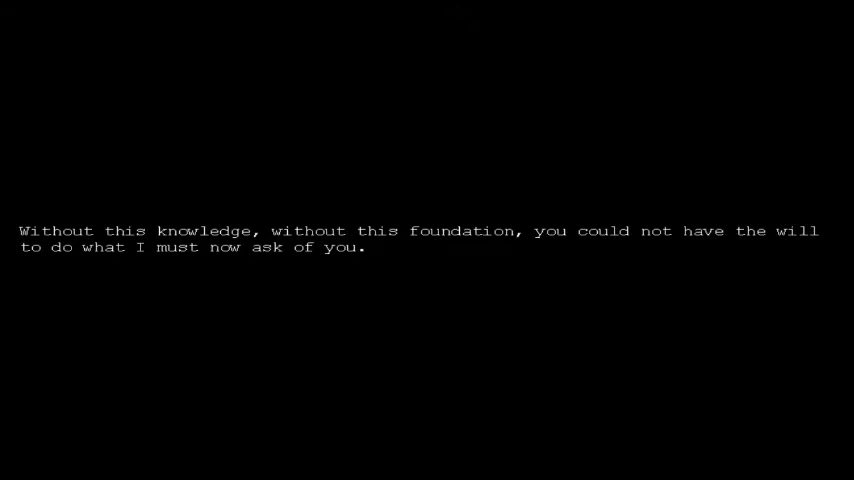 Without this knowledge, without this foundation, you could not have the will
to do what I must now ask of you.